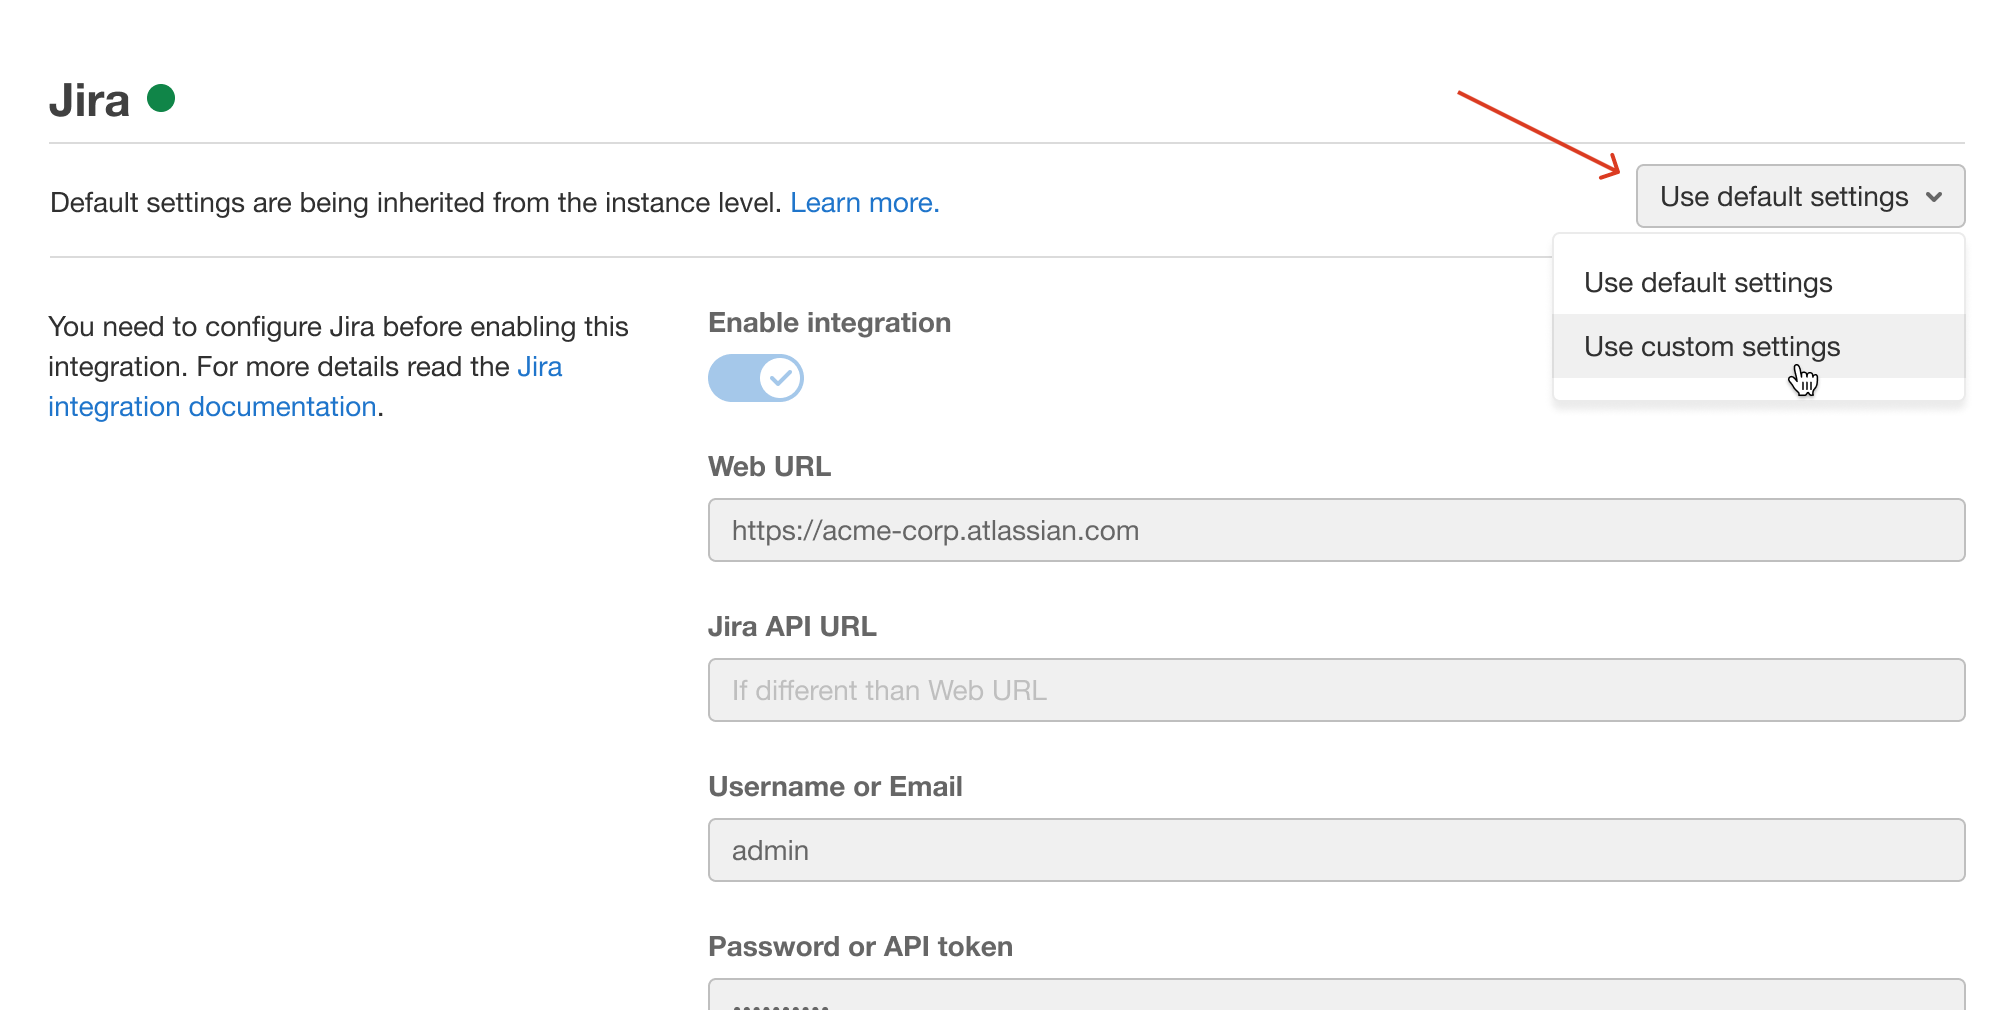 Jira
Default settings are being inherited from the instance level. Learn more.
Use default settings
Use default settings
Use custom settings
You need to configure Jira before enabling this
integration. For more details read the Jira
integration documentation.
Enable integration
Web URL
https://acme-corp.atlassian.com
Jira API URL
If different than Web URL
Username or Email
admin
Password or API token